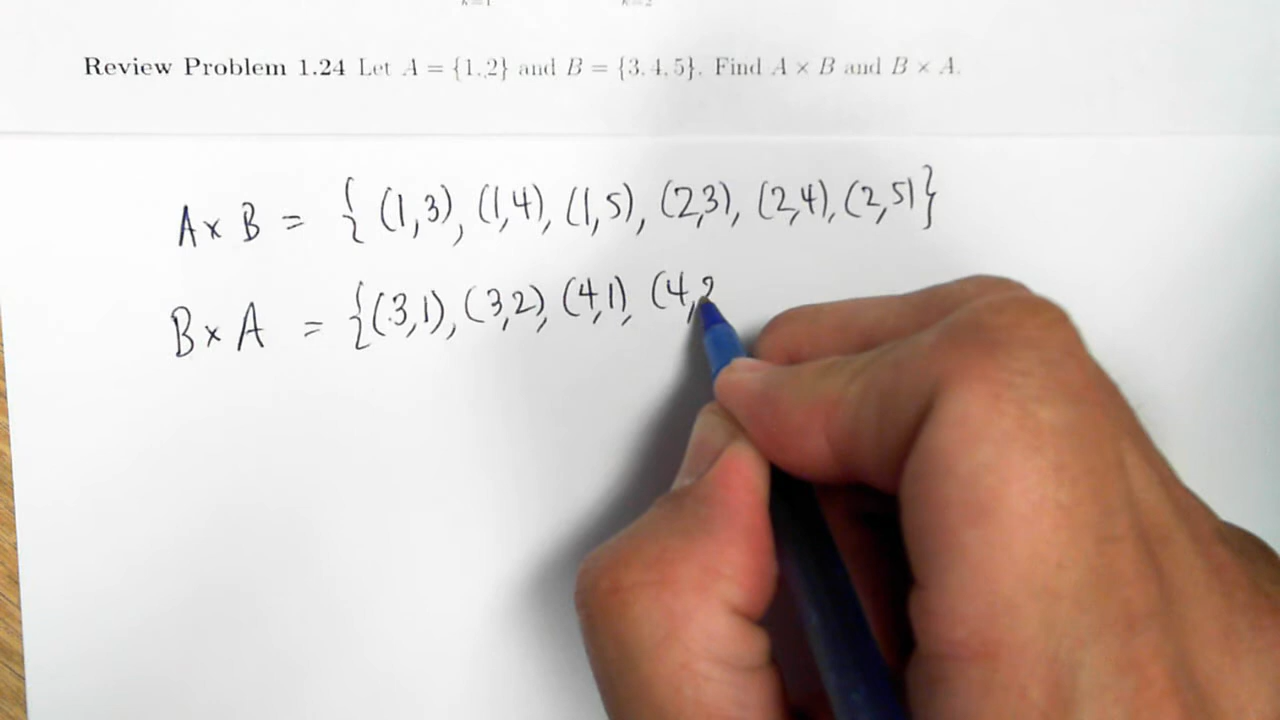 Review Problem 1.24 Let A = {1, 2} and B = {3, 4, 5}. Find A × B and B × A.
A × B = { (1,3), (1,4), (1,5), (2,3), (2,4), (2,5) }
B × A = { (3,1), (3,2), (4,1), (4,2